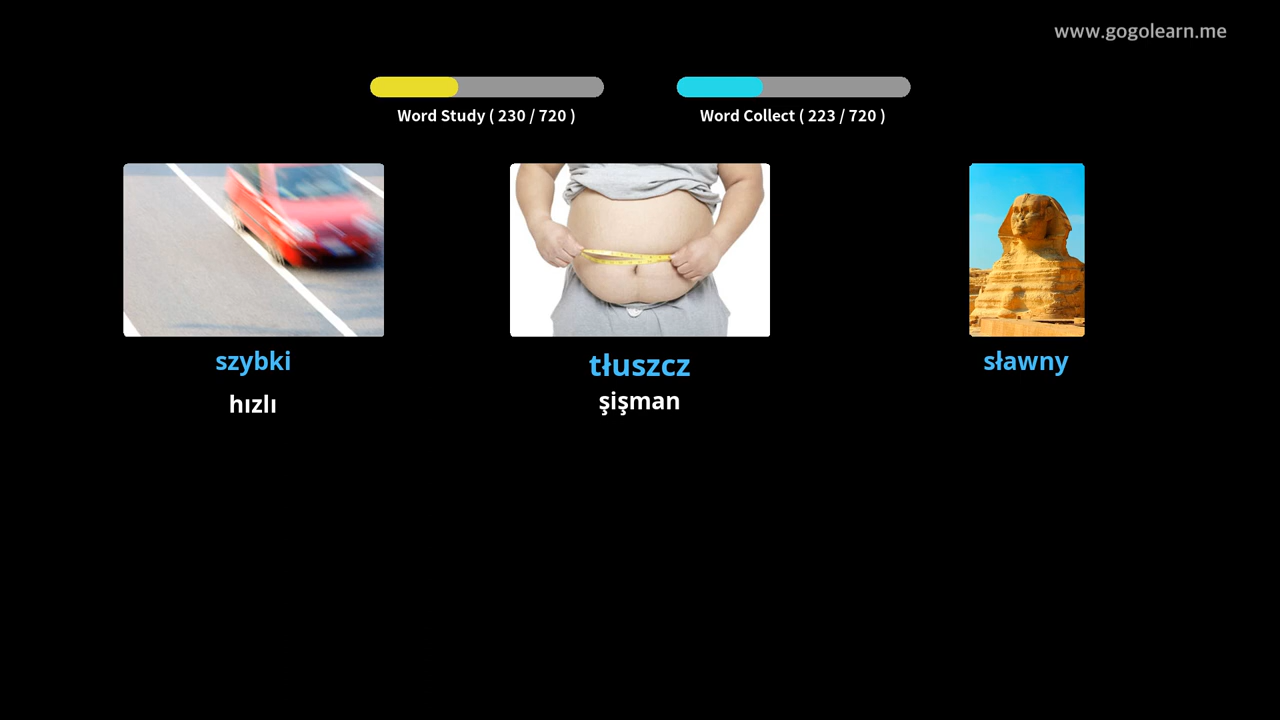 www.gogolearn.me
Word Study ( 230 / 720 )
Word Collect ( 223 / 720 )
szybki
tłuszcz
sławny
hızlı
şişman